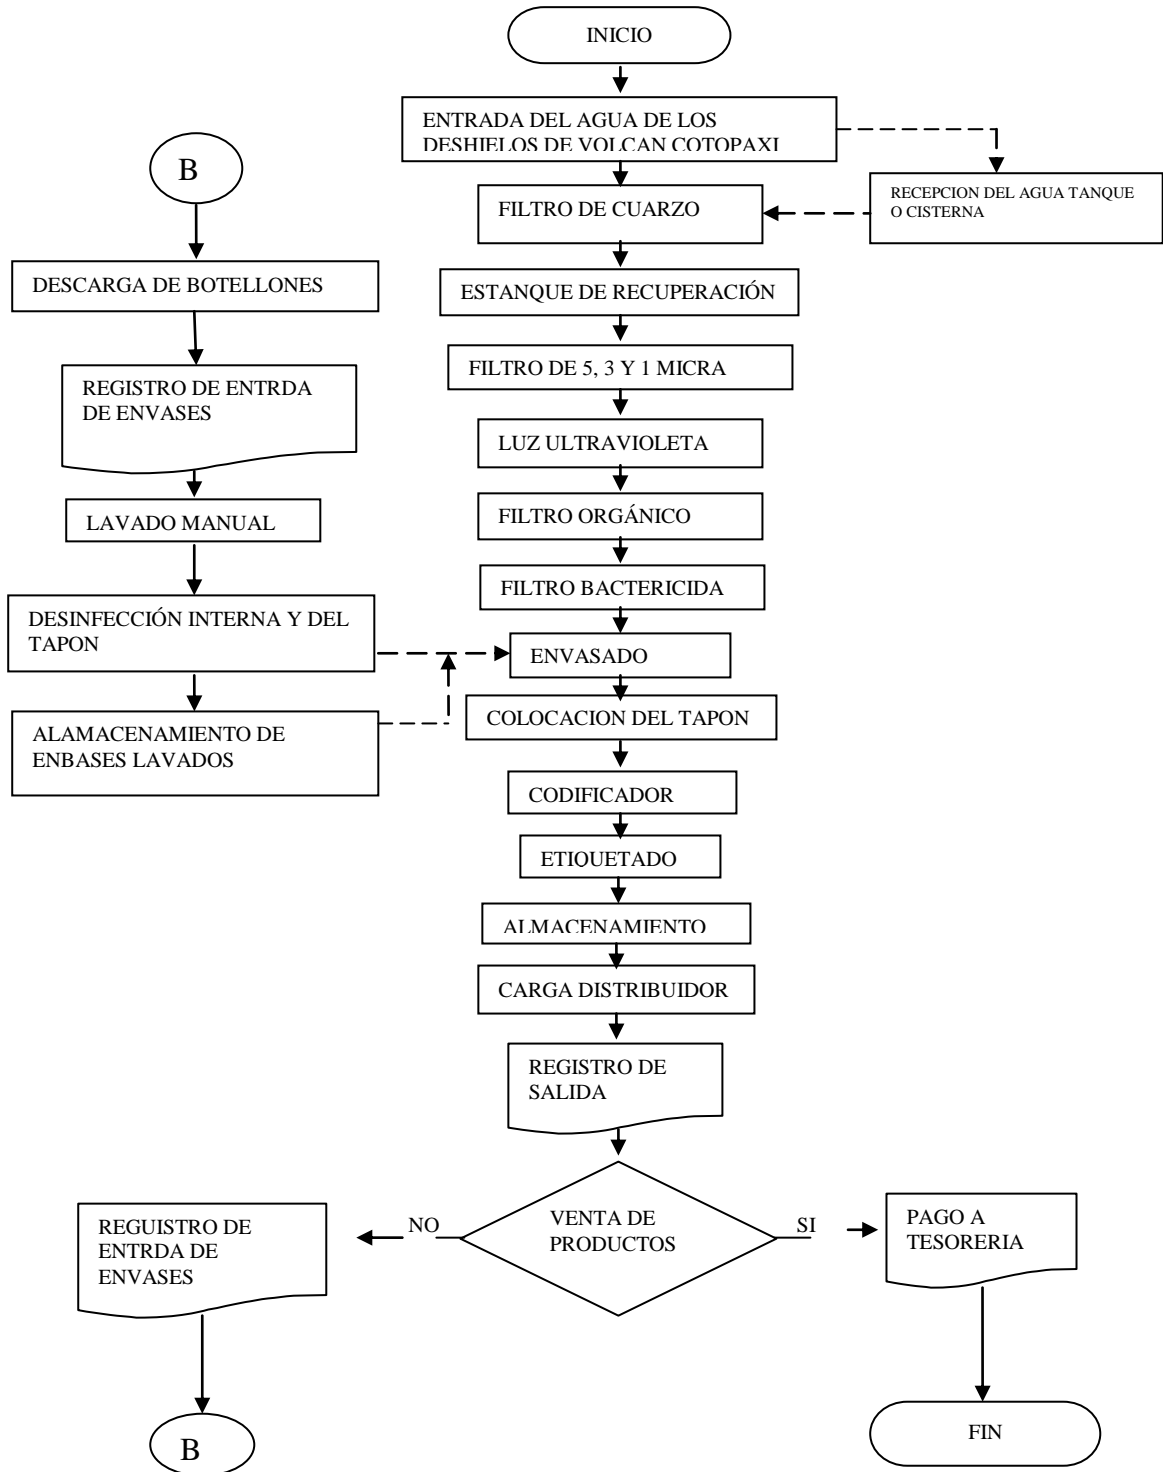 INICIO
ENTRADA DEL AGUA DE LOS
DESHIELOS DE VOLCAN COTOPAXI
RECEPCION DEL AGUA TANQUE
O CISTERNA
FILTRO DE CUARZO
ESTANQUE DE RECUPERACIÓN
FILTRO DE 5, 3 Y 1 MICRA
LUZ ULTRAVIOLETA
FILTRO ORGÁNICO
FILTRO BACTERICIDA
B
DESCARGA DE BOTELLONES
REGISTRO DE ENTRDA
DE ENVASES
LAVADO MANUAL
DESINFECCIÓN INTERNA Y DEL
TAPON
ALAMACENAMIENTO DE
ENBASES LAVADOS
ENVASADO
COLOCACION DEL TAPON
CODIFICADOR
ETIQUETADO
ALMACENAMIENTO
CARGA DISTRIBUIDOR
REGISTRO DE
SALIDA
VENTA DE
PRODUCTOS
NO
REGUISTRO DE
ENTRDA DE
ENVASES
B
SI
PAGO A
TESORERIA
FIN